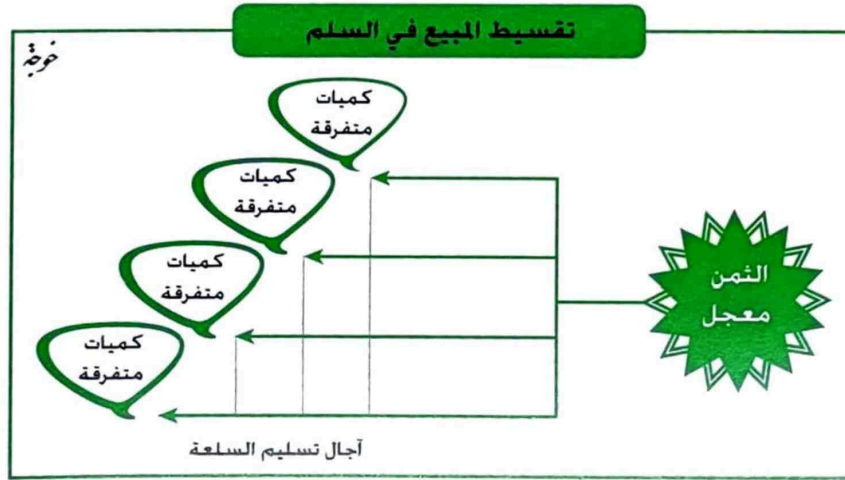 تقسيط المبيع في السلم
خوجة
كميات
متفرقة
كميات
متفرقة
كميات
متفرقة
كميات
متفرقة
الثمن
معجل
آجال تسليم السلعة